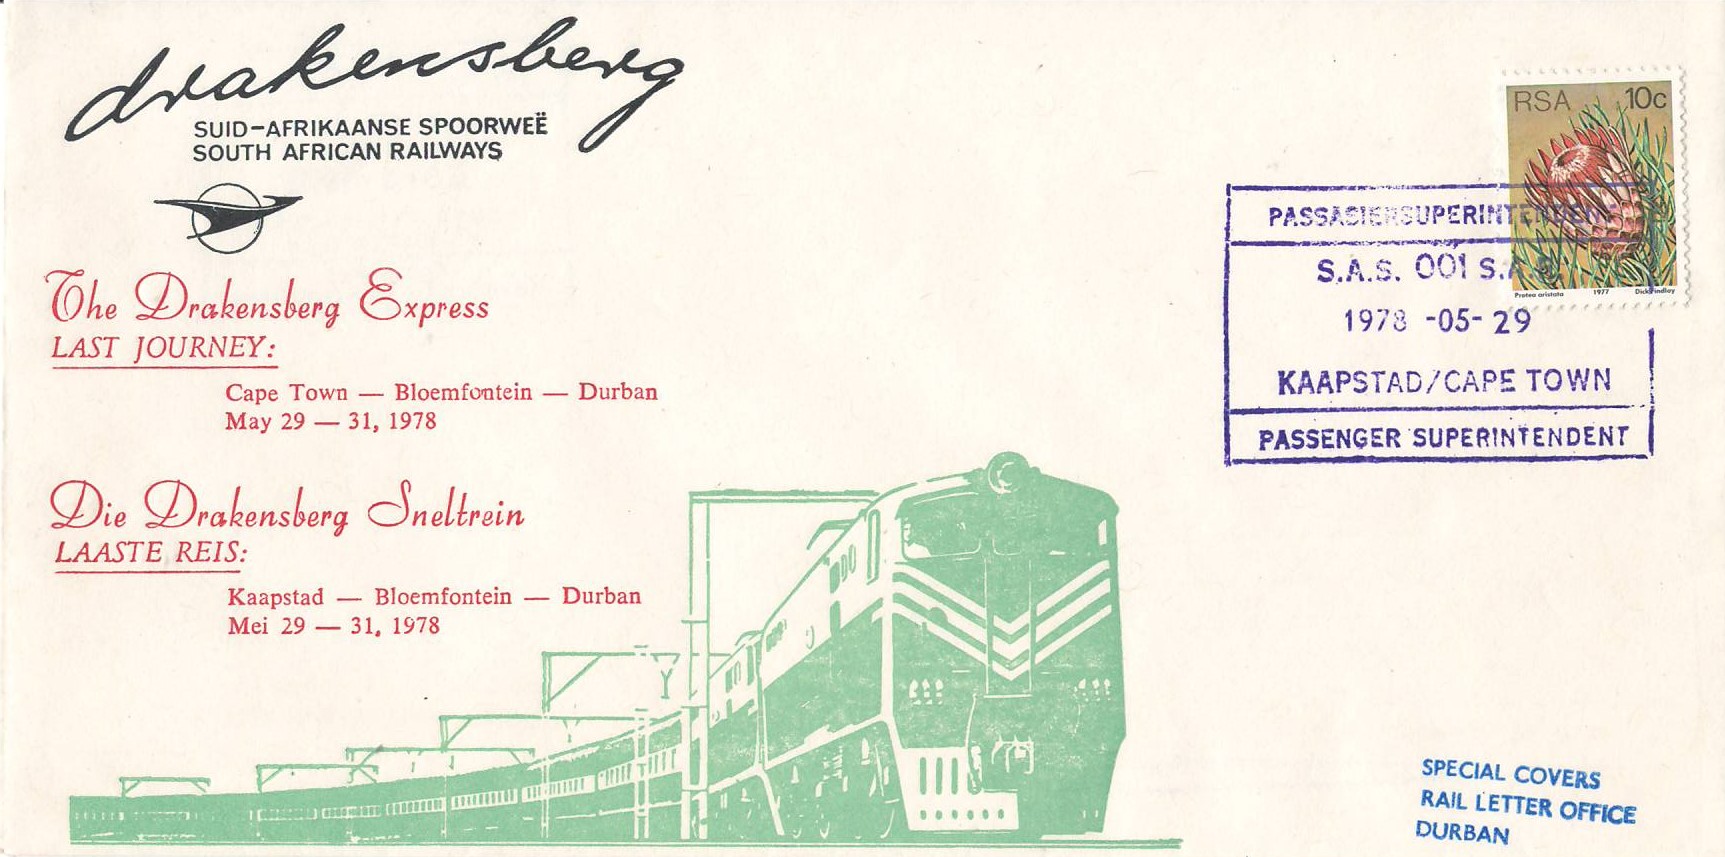 drakensberg
SUID-AFRIKAANSE SPOORWEË
SOUTH AFRICAN RAILWAYS
The Drakensberg Express
LAST JOURNEY:
Cape Town — Bloemfontein — Durban
May 29 — 31, 1978
Die Drakensberg Sneltrein
LAASTE REIS:
Kaapstad — Bloemfontein — Durban
Mei 29 — 31, 1978
RSA 10c
Protea aristata 1977 Dick Findlay
PASSASIERSUPERINTENDENT
S.A.S. 001 S.A.R.
1978 -05- 29
KAAPSTAD/CAPE TOWN
PASSENGER SUPERINTENDENT
SPECIAL COVERS
RAIL LETTER OFFICE
DURBAN